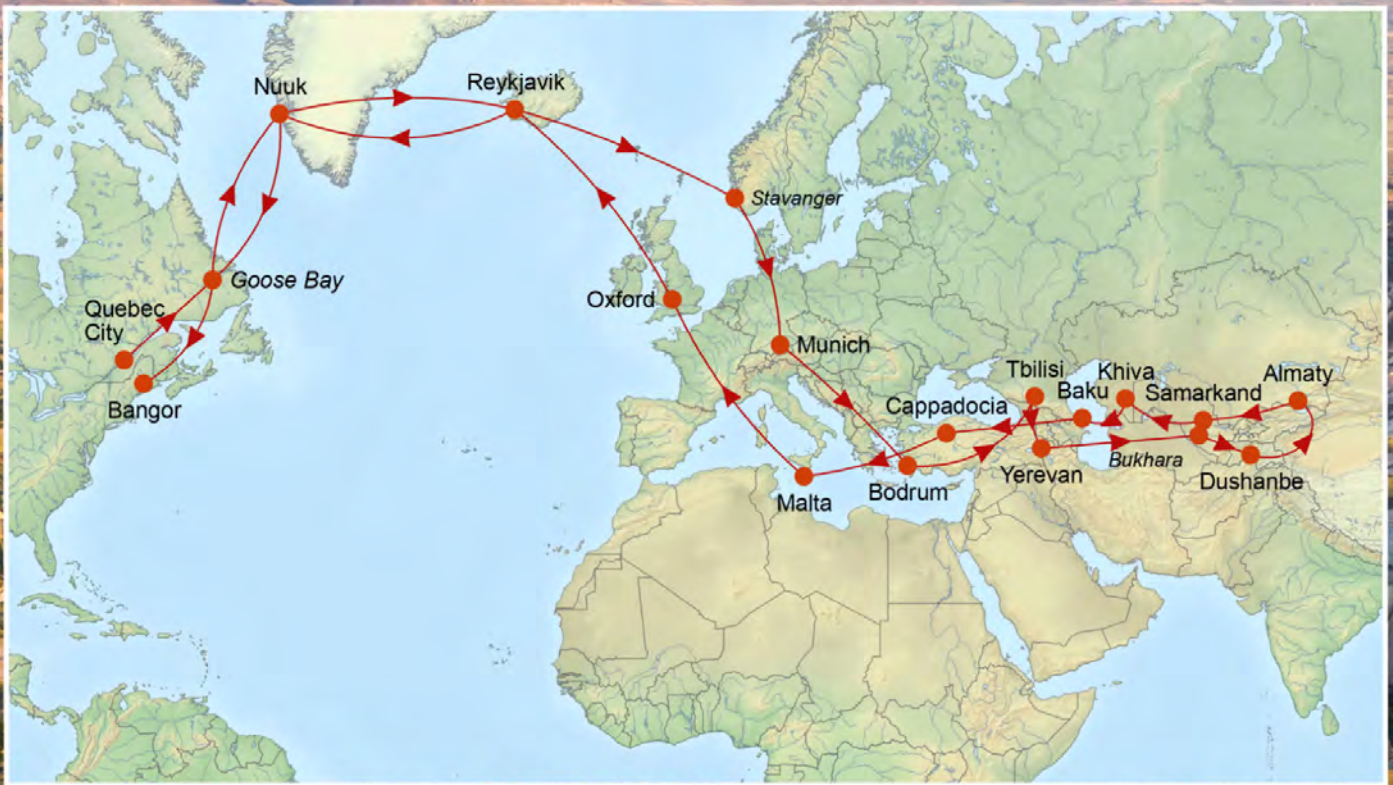 Nuuk
Reykjavik
Stavanger
Goose Bay
Quebec
City
Oxford
Munich
Bangor
Tbilisi
Baku
Khiva
Samarkand
Almaty
Cappadocia
Malta
Bodrum
Yerevan
Bukhara
Dushanbe